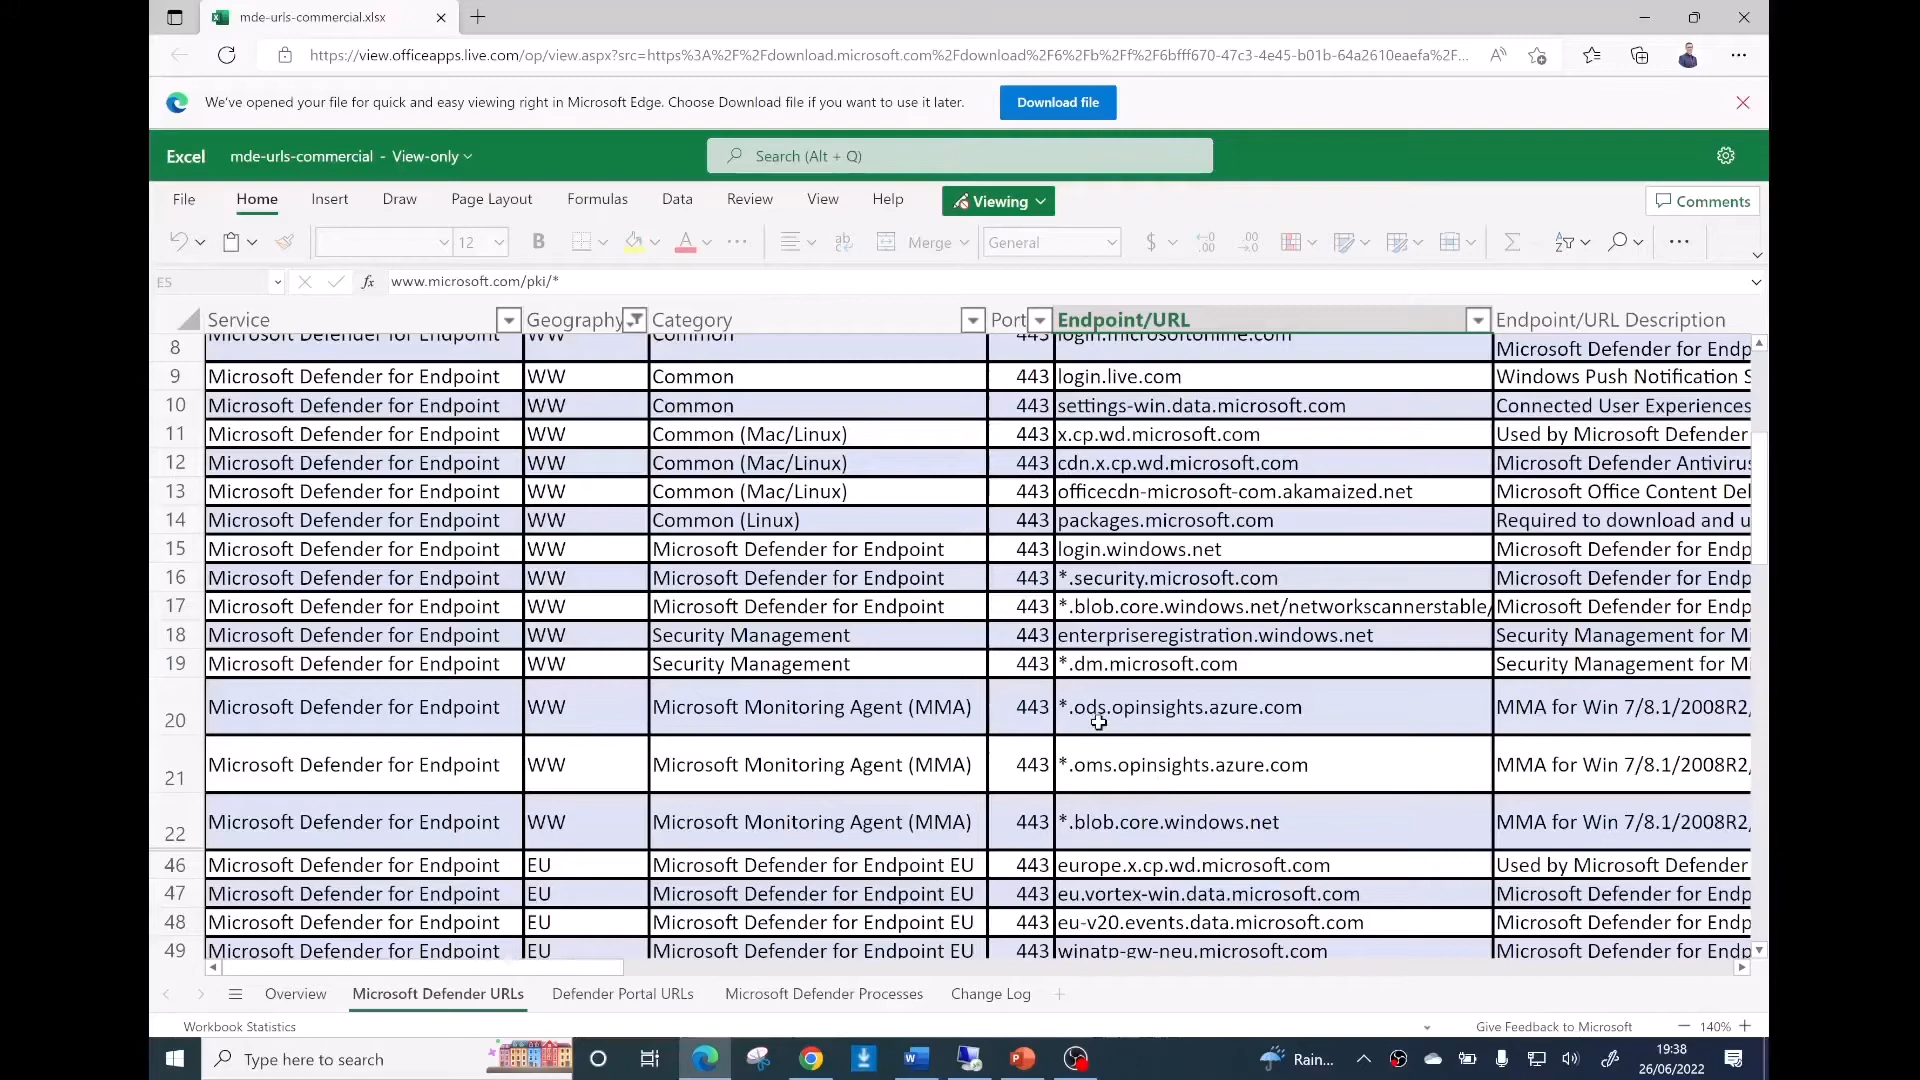 mde-urls-commercial.xlsx
https://view.officeapps.live.com/op/view.aspx?src=https%3A%2F%2Fdownload.microsoft.com%2Fdownload%2F6%2Fb%2Ff%2F6bfff670-47c3-4e45-b01b-64a2610eaefa%2F...
We've opened your file for quick and easy viewing right in Microsoft Edge. Choose Download file if you want to use it later. Download file
Excel mde-urls-commercial - View-only Search (Alt + Q)
File Home Insert Draw Page Layout Formulas Data Review View Help Viewing Comments
12 B A ab Merge General $
E5 fx www.microsoft.com/pki/*
Service Geography Category Port Endpoint/URL Endpoint/URL Description
8 Microsoft Defender for Endpoint WW Common 443 login.microsoftonline.com Microsoft Defender for Endp
9 Microsoft Defender for Endpoint WW Common 443 login.live.com Windows Push Notification S
10 Microsoft Defender for Endpoint WW Common 443 settings-win.data.microsoft.com Connected User Experiences
11 Microsoft Defender for Endpoint WW Common (Mac/Linux) 443 x.cp.wd.microsoft.com Used by Microsoft Defender
12 Microsoft Defender for Endpoint WW Common (Mac/Linux) 443 cdn.x.cp.wd.microsoft.com Microsoft Defender Antivirus
13 Microsoft Defender for Endpoint WW Common (Mac/Linux) 443 officecdn-microsoft-com.akamaized.net Microsoft Office Content Del
14 Microsoft Defender for Endpoint WW Common (Linux) 443 packages.microsoft.com Required to download and u
15 Microsoft Defender for Endpoint WW Microsoft Defender for Endpoint 443 login.windows.net Microsoft Defender for Endp
16 Microsoft Defender for Endpoint WW Microsoft Defender for Endpoint 443 *.security.microsoft.com Microsoft Defender for Endp
17 Microsoft Defender for Endpoint WW Microsoft Defender for Endpoint 443 *.blob.core.windows.net/networkscannerstable/ Microsoft Defender for Endp
18 Microsoft Defender for Endpoint WW Security Management 443 enterpriseregistration.windows.net Security Management for Mi
19 Microsoft Defender for Endpoint WW Security Management 443 *.dm.microsoft.com Security Management for Mi
20 Microsoft Defender for Endpoint WW Microsoft Monitoring Agent (MMA) 443 *.ods.opinsights.azure.com MMA for Win 7/8.1/2008R2,
21 Microsoft Defender for Endpoint WW Microsoft Monitoring Agent (MMA) 443 *.oms.opinsights.azure.com MMA for Win 7/8.1/2008R2,
22 Microsoft Defender for Endpoint WW Microsoft Monitoring Agent (MMA) 443 *.blob.core.windows.net MMA for Win 7/8.1/2008R2,
46 Microsoft Defender for Endpoint EU Microsoft Defender for Endpoint EU 443 europe.x.cp.wd.microsoft.com Used by Microsoft Defender
47 Microsoft Defender for Endpoint EU Microsoft Defender for Endpoint EU 443 eu.vortex-win.data.microsoft.com Microsoft Defender for Endp
48 Microsoft Defender for Endpoint EU Microsoft Defender for Endpoint EU 443 eu-v20.events.data.microsoft.com Microsoft Defender for Endp
49 Microsoft Defender for Endpoint EU Microsoft Defender for Endpoint EU 443 winatp-gw-neu.microsoft.com Microsoft Defender for Endp
Overview Microsoft Defender URLs Defender Portal URLs Microsoft Defender Processes Change Log
Workbook Statistics Give Feedback to Microsoft 140%
Type here to search Rain... 19:38
26/06/2022